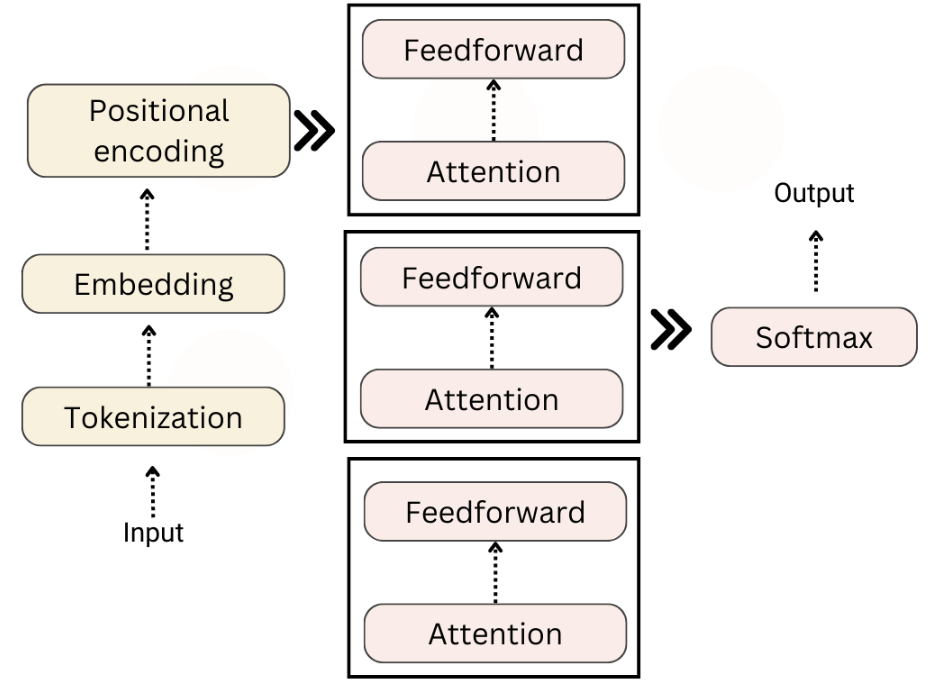 Positional
encoding
Embedding
Tokenization
Input
Feedforward
Attention
Feedforward
Attention
Feedforward
Attention
Output
Softmax